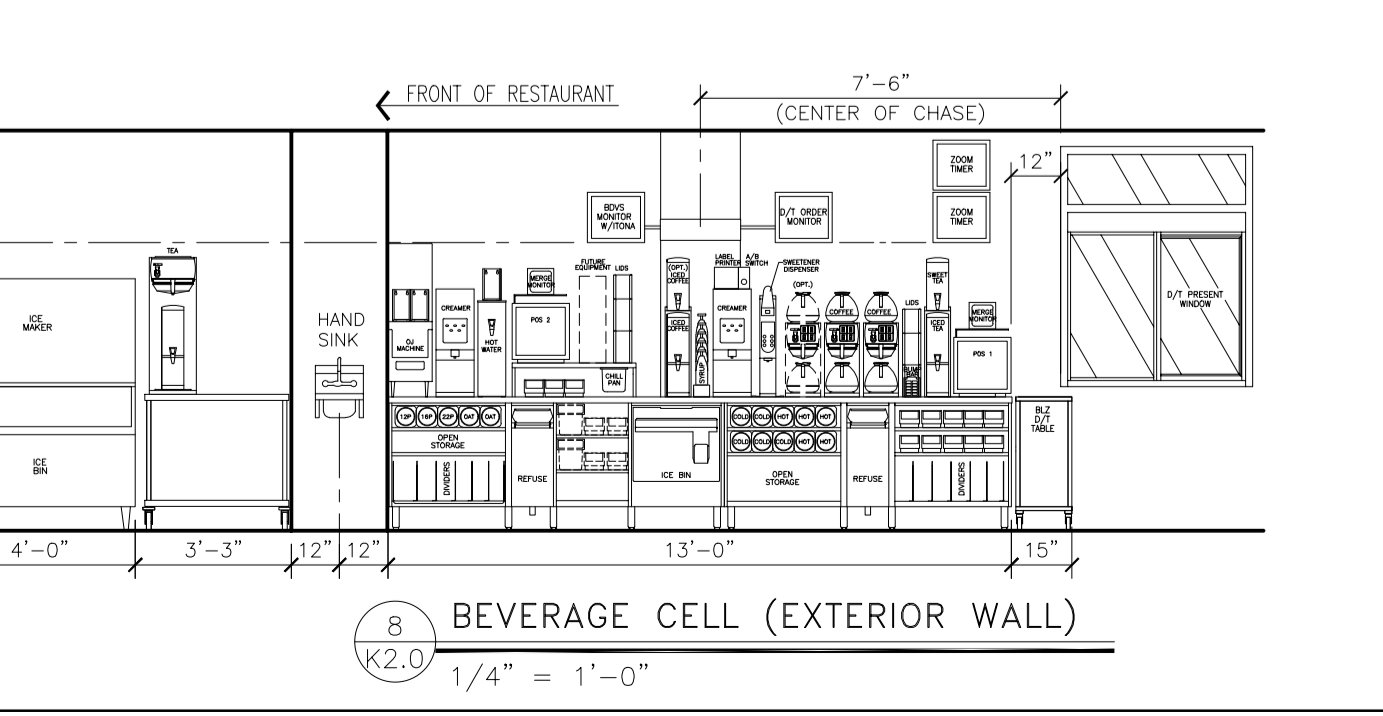 7'-6"
FRONT OF RESTAURANT
(CENTER OF CHASE)
12"
ZOOM
TIMER
ZOOM
TIMER
BDVS
MONITOR
W/ITONA
D/T ORDER
MONITOR
TEA
FUTURE
EQUIPMENT
LIDS
(OPT.)
ICED
COFFEE
LABEL
PRINTER
A/B
SWITCH
SWEETENER
DISPENSER
(OPT.)
SWEET
TEA
MERGE
MONITOR
D/T PRESENT
WINDOW
ICE
MAKER
HAND
SINK
OJ
MACHINE
CREAMER
HOT
WATER
POS 2
ICED
COFFEE
SYRUP
CREAMER
COFFEE
COFFEE
LIDS
BUMP
BAR
ICED
TEA
MERGE
MONITOR
POS 1
CHILL
PAN
12P
16P
22P
OAT
OAT
COLD
COLD
HOT
HOT
HOT
BLZ
D/T
TABLE
OPEN
STORAGE
COLD
COLD
COLD
HOT
HOT
ICE
BIN
DIVIDERS
REFUSE
ICE BIN
OPEN
STORAGE
REFUSE
DIVIDERS
4'-0"
3'-3"
12"
12"
13'-0"
15"
8
K2.0
BEVERAGE CELL (EXTERIOR WALL)
1/4" = 1'-0"